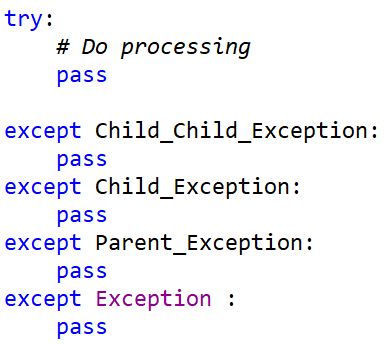 try:
    # Do processing
    pass

except Child_Child_Exception:
    pass
except Child_Exception:
    pass
except Parent_Exception:
    pass
except Exception :
    pass